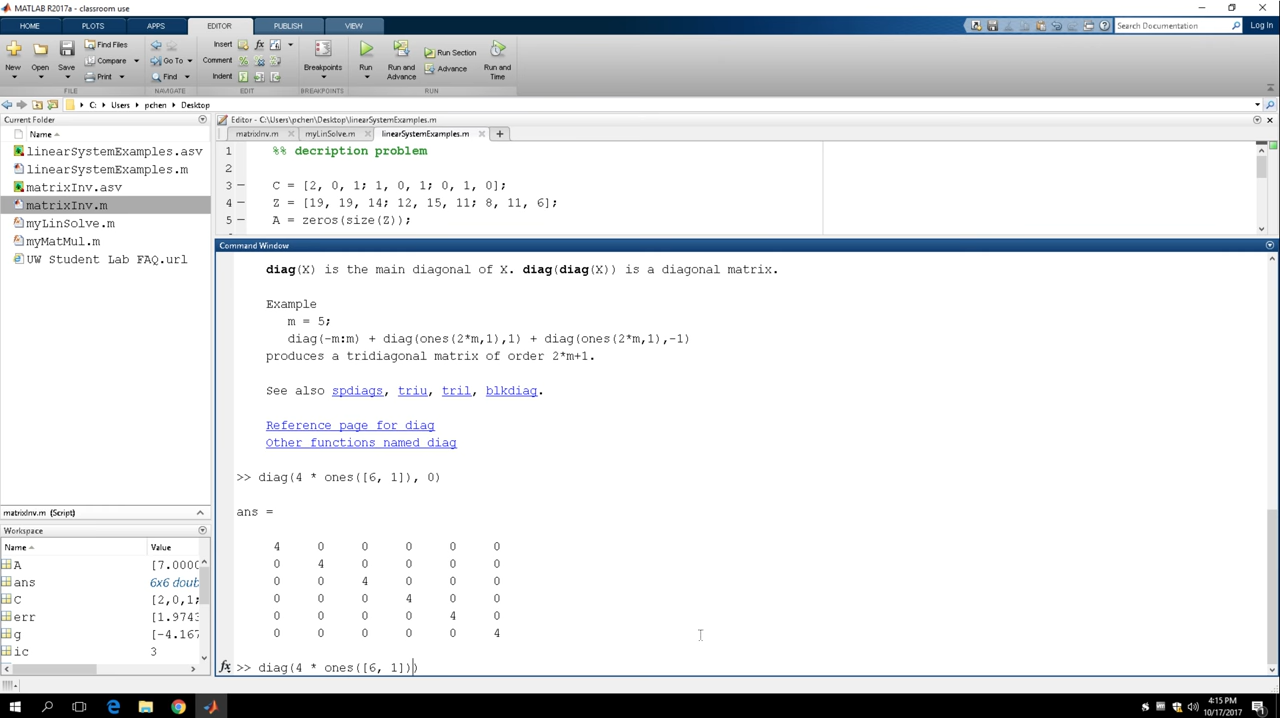 MATLAB R2017a - classroom use
HOME PLOTS APPS EDITOR PUBLISH VIEW Search Documentation Log In
New Open Save Find Files Compare Print Go To Find Insert fx Comment Indent Breakpoints Run Run and Advance Run Section Advance Run and Time
FILE NAVIGATE EDIT BREAKPOINTS RUN
C: Users pchen Desktop
Current Folder
Name
linearSystemExamples.asv
linearSystemExamples.m
matrixInv.asv
matrixInv.m
myLinSolve.m
myMatMul.m
UW Student Lab FAQ.url
matrixInv.m (Script)
Workspace
Name Value
A [7.0000
ans 6x6 doub
C [2,0,1;
err [1.9743
g [-4.167
ic 3
Editor - C:\Users\pchen\Desktop\linearSystemExamples.m
matrixInv.m myLinSolve.m linearSystemExamples.m
1 %% decription problem
2
3 C = [2, 0, 1; 1, 0, 1; 0, 1, 0];
4 Z = [19, 19, 14; 12, 15, 11; 8, 11, 6];
5 A = zeros(size(Z));
Command Window
diag(X) is the main diagonal of X. diag(diag(X)) is a diagonal matrix.
Example
m = 5;
diag(-m:m) + diag(ones(2*m,1),1) + diag(ones(2*m,1),-1)
produces a tridiagonal matrix of order 2*m+1.
See also spdiags, triu, tril, blkdiag.
Reference page for diag
Other functions named diag
>> diag(4 * ones([6, 1]), 0)
ans =
4 0 0 0 0 0
0 4 0 0 0 0
0 0 4 0 0 0
0 0 0 4 0 0
0 0 0 0 4 0
0 0 0 0 0 4
fx >> diag(4 * ones([6, 1]))
4:15 PM
10/17/2017